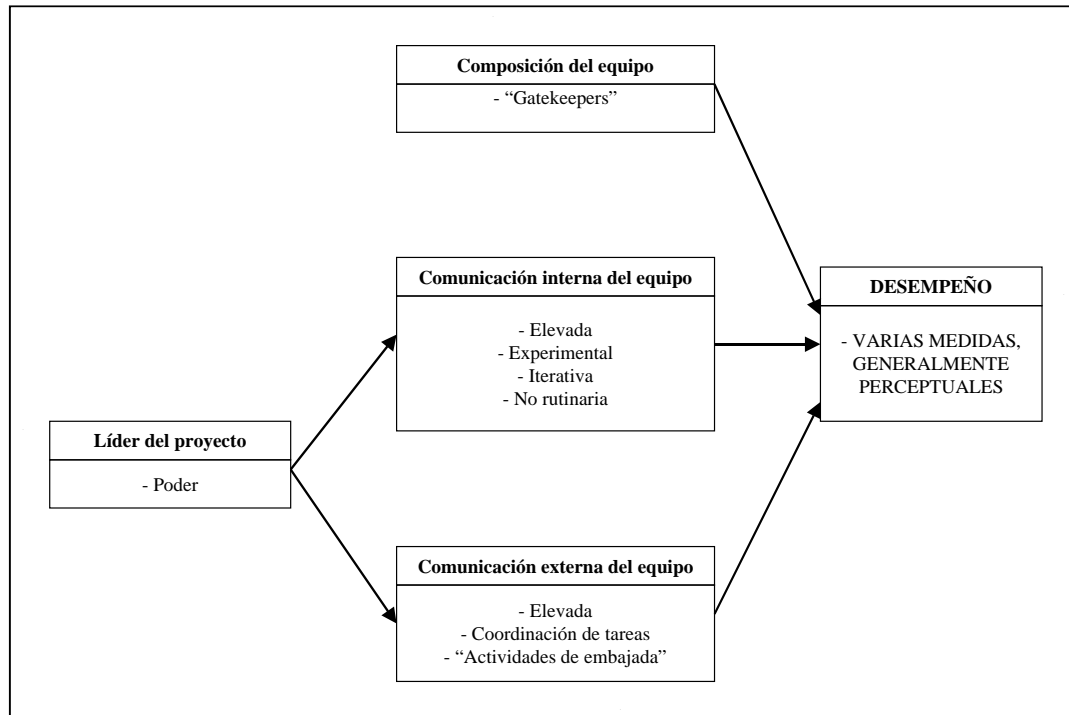 Composición del equipo
- “Gatekeepers”
Comunicación interna del equipo
- Elevada
- Experimental
- Iterativa
- No rutinaria
DESEMPEÑO
- VARIAS MEDIDAS,
GENERALMENTE
PERCEPTUALES
Líder del proyecto
- Poder
Comunicación externa del equipo
- Elevada
- Coordinación de tareas
- “Actividades de embajada”